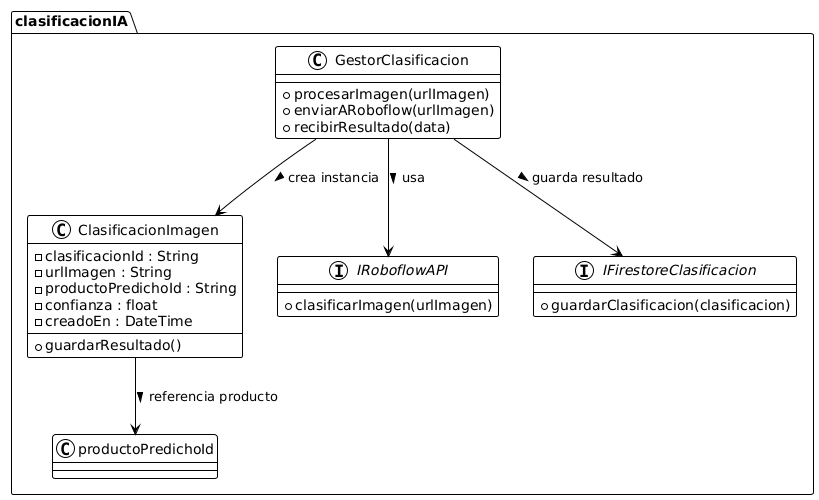 clasificacionIA
C GestorClasificacion
procesarImagen(urlImagen)
enviarARoboflow(urlImagen)
recibirResultado(data)
crea instancia
usa
guarda resultado
C ClasificacionImagen
clasificacionId : String
urlImagen : String
productoPredichoId : String
confianza : float
creadoEn : DateTime
guardarResultado()
I IRoboflowAPI
clasificarImagen(urlImagen)
I IFirestoreClasificacion
guardarClasificacion(clasificacion)
referencia producto
C productoPredichoId